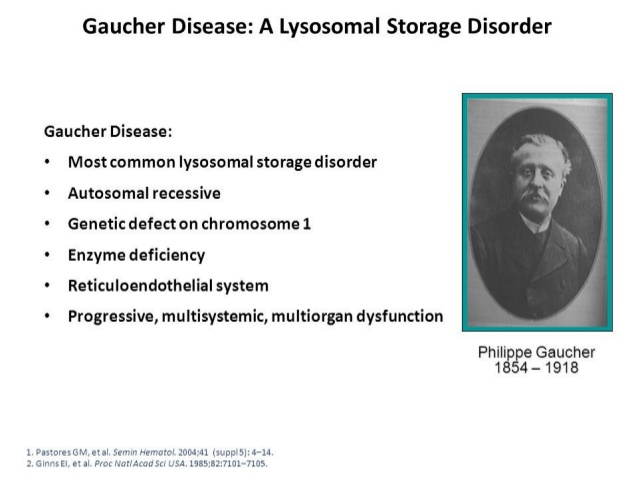 Gaucher Disease: A Lysosomal Storage Disorder
Gaucher Disease:
• Most common lysosomal storage disorder
• Autosomal recessive
• Genetic defect on chromosome 1
• Enzyme deficiency
• Reticuloendothelial system
• Progressive, multisystemic, multiorgan dysfunction
Philippe Gaucher
1854 – 1918
1. Pastores GM, et al. Semin Hematol. 2004;41 (suppl 5): 4–14.
2. Ginns EI, et al. Proc Natl Acad Sci USA. 1985;82:7101–7105.